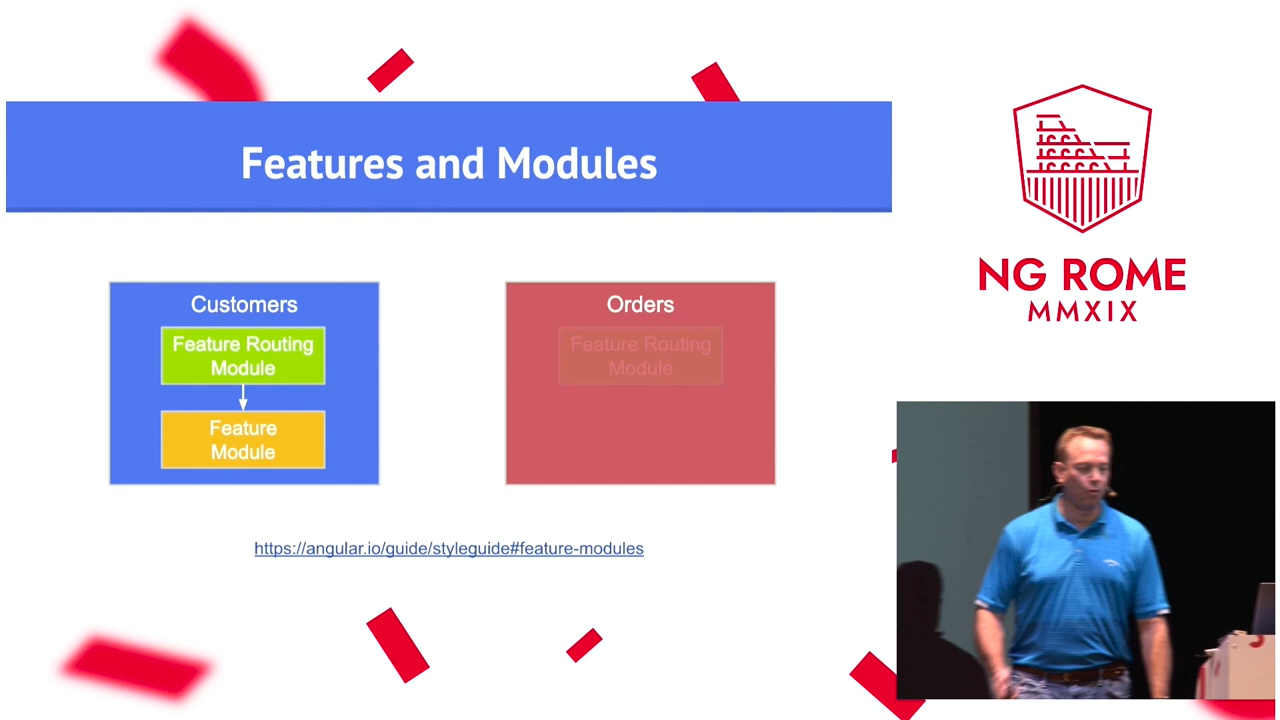 Features and Modules
Customers
Feature Routing
Module
Feature
Module
Orders
Feature Routing
Module
https://angular.io/guide/styleguide#feature-modules
NG ROME
MMXIX